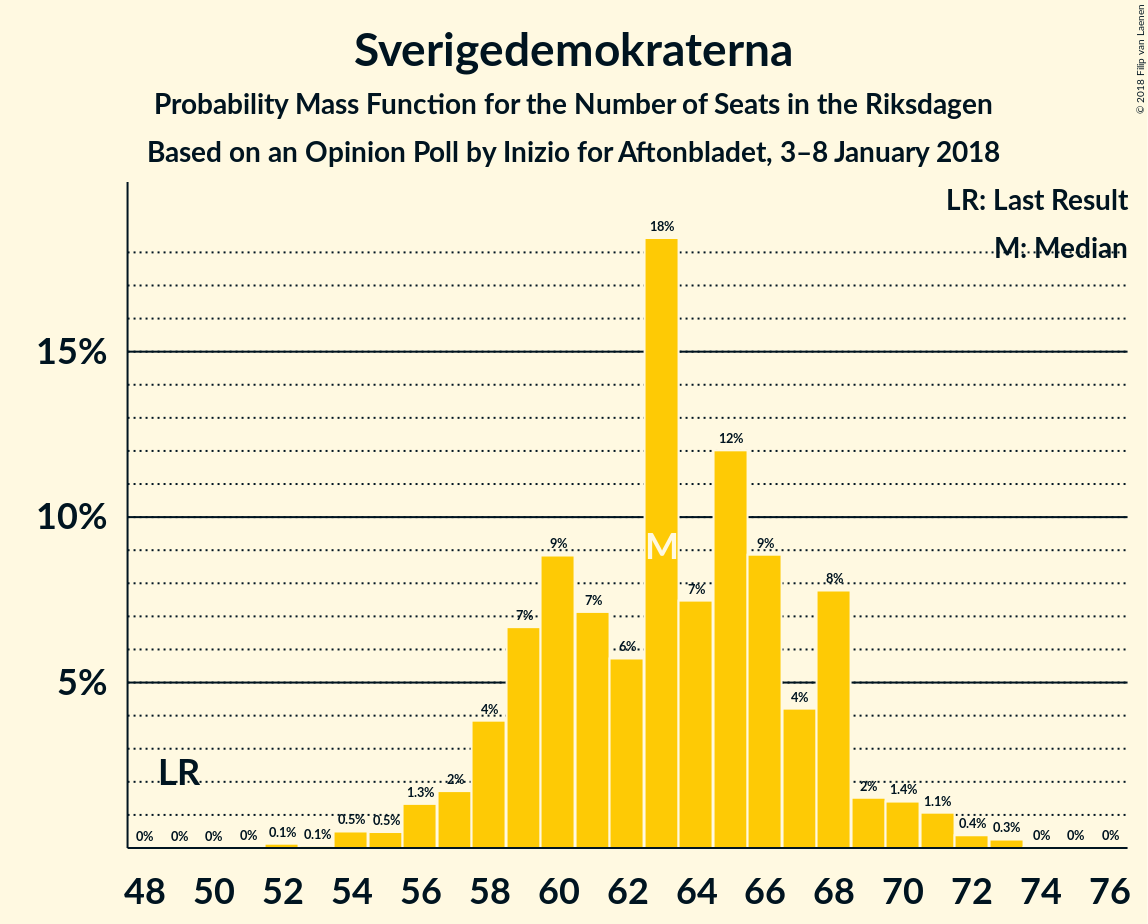 Sverigedemokraterna
Probability Mass Function for the Number of Seats in the Riksdagen
Based on an Opinion Poll by Inizio for Aftonbladet, 3–8 January 2018
© 2018 Filip van Laenen
LR: Last Result
M: Median
15%
10%
5%
LR
M
0% 0% 0% 0% 0.1% 0.1% 0.5% 0.5% 1.3% 2% 4% 7% 9% 7% 6% 18% 7% 12% 9% 4% 8% 2% 1.4% 1.1% 0.4% 0.3% 0% 0% 0%
48 50 52 54 56 58 60 62 64 66 68 70 72 74 76